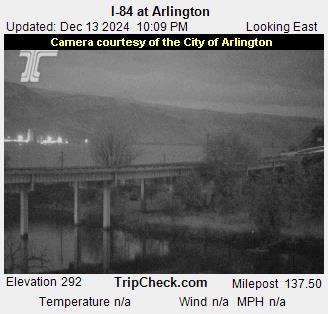 I-84 at Arlington
Updated: Dec 13 2024 10:09 PM Looking East
Camera courtesy of the City of Arlington
Elevation 292 TripCheck.com Milepost 137.50
Temperature n/a Wind n/a MPH n/a